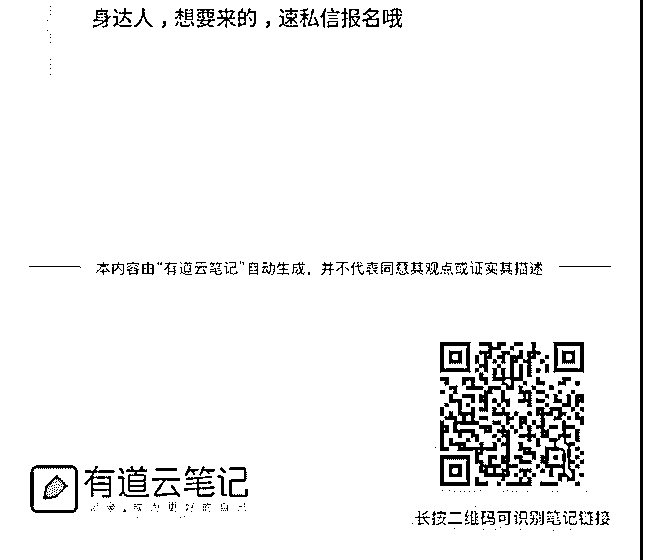 身达人，想要来的，速私信报名哦
本内容由“有道云笔记”自动生成，并不代表同意其观点或证实其描述
有道云笔记
长按二维码可识别笔记链接